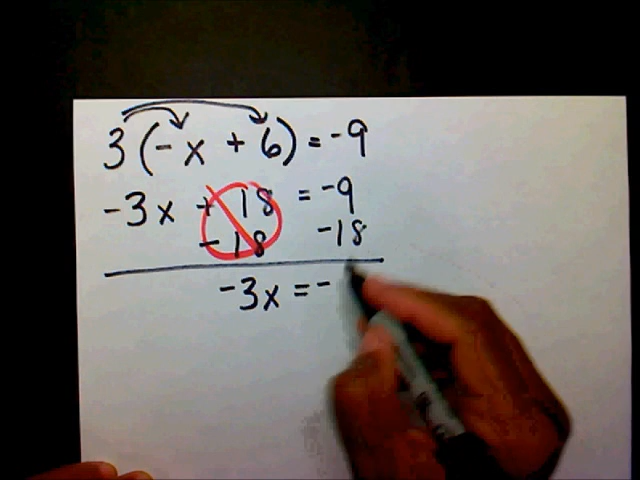 3(-x + 6) = -9
-3x + 18 = -9
-18 -18
-3x = -